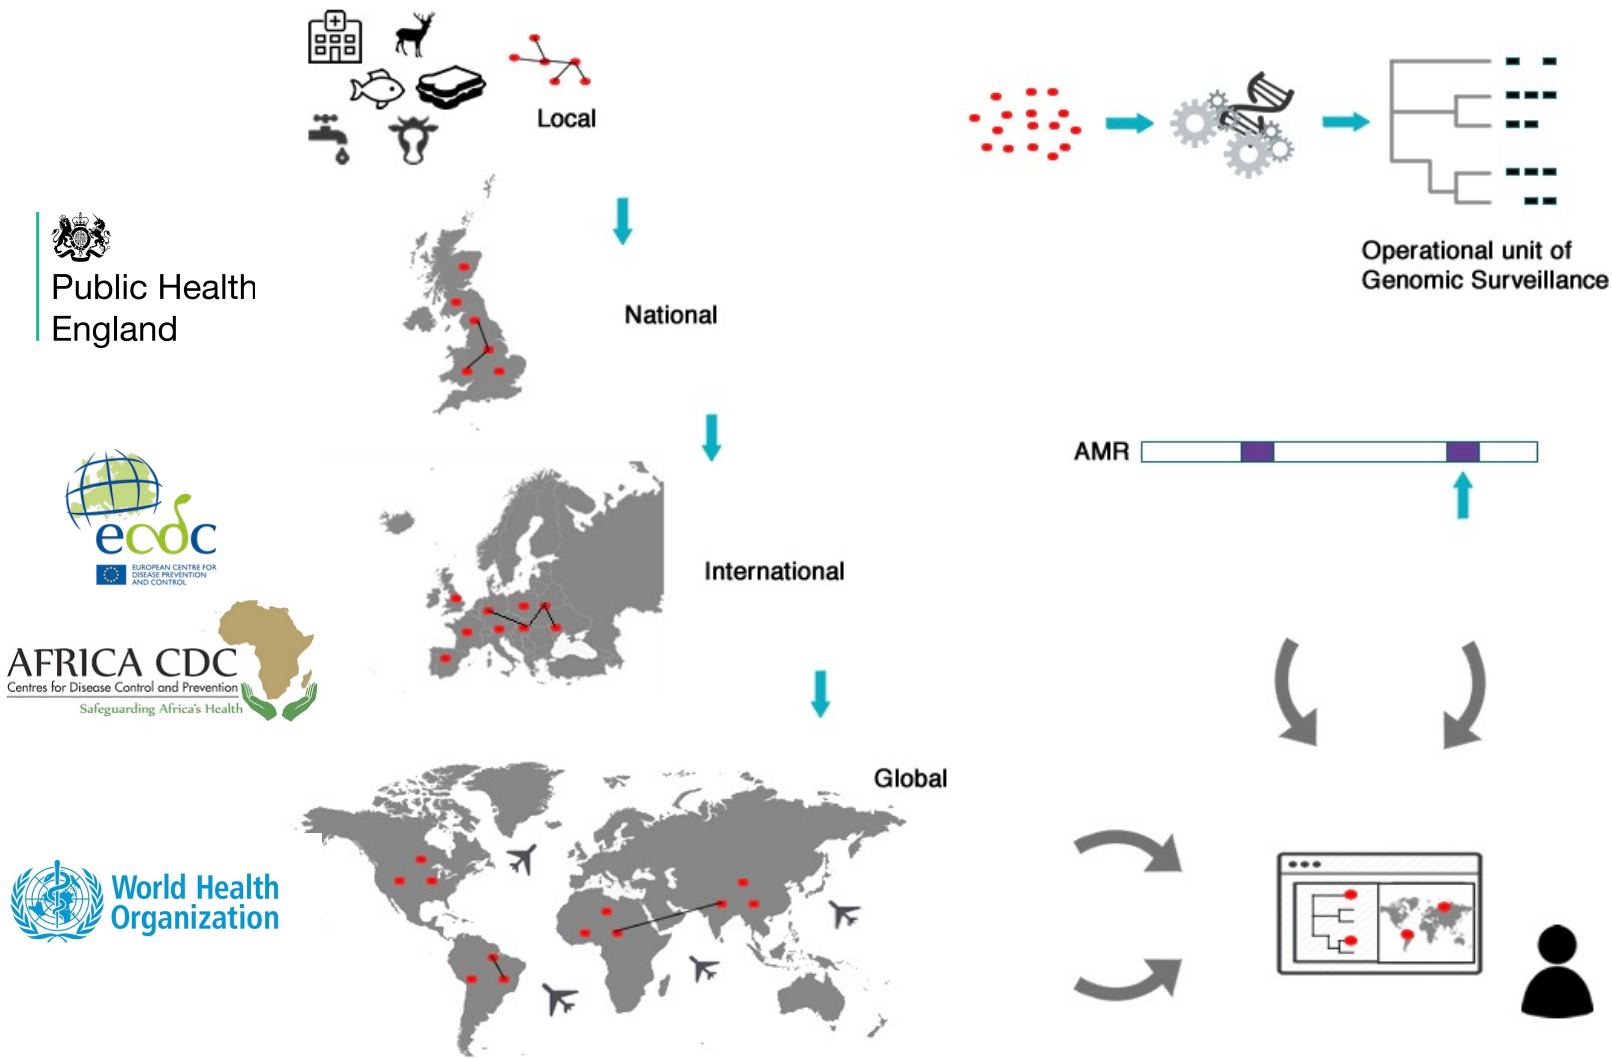 Local
Operational unit of
Genomic Surveillance
Public Health
England
National
AMR
ecdc
EUROPEAN CENTRE FOR
DISEASE PREVENTION
AND CONTROL
International
AFRICA CDC
Centres for Disease Control and Prevention
Safeguarding Africa's Health
Global
World Health
Organization